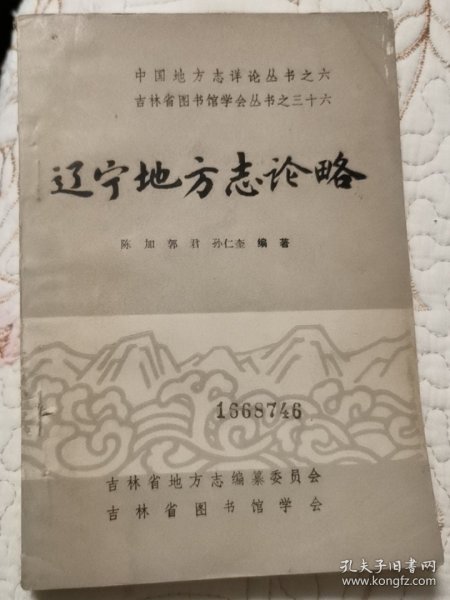 中国地方志详论丛书之六
吉林省图书馆学会丛书之三十六
辽宁地方志论略
陈加 郭君 孙仁奎 编著
1668746
吉林省地方志编纂委员会
吉林省图书馆学会
孔夫子旧书网
www.kongfz.com